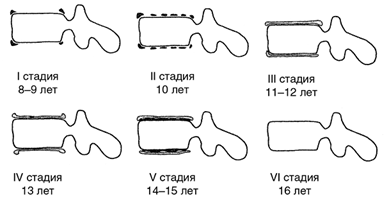 I стадия
8–9 лет
II стадия
10 лет
III стадия
11–12 лет
IV стадия
13 лет
V стадия
14–15 лет
VI стадия
16 лет